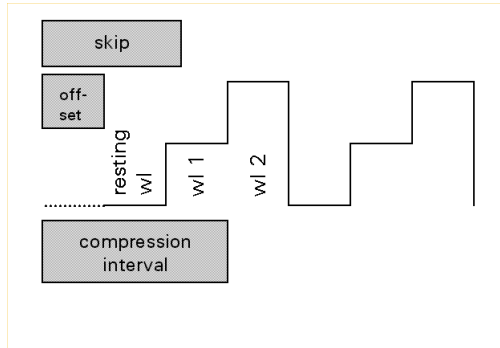 skip
off-
set
resting
wl
wl 1
wl 2
compression
interval